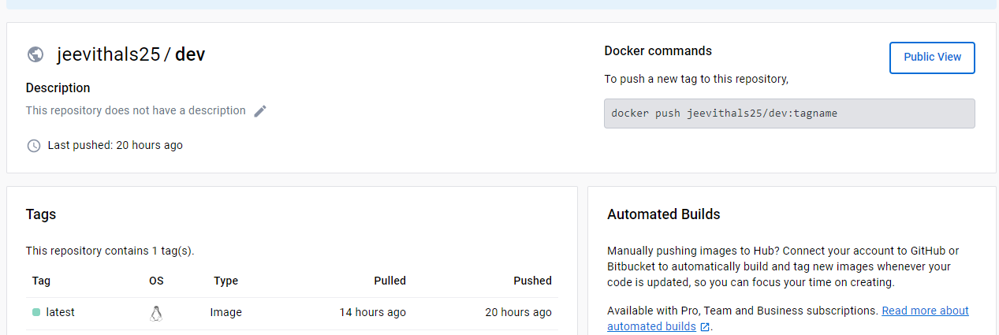 jeevithals25 / dev
Description
This repository does not have a description
Last pushed: 20 hours ago
Docker commands
Public View
To push a new tag to this repository,
docker push jeevithals25/dev:tagname
Tags
This repository contains 1 tag(s).
Tag OS Type Pulled Pushed
latest Image 14 hours ago 20 hours ago
Automated Builds
Manually pushing images to Hub? Connect your account to GitHub or
Bitbucket to automatically build and tag new images whenever your
code is updated, so you can focus your time on creating.
Available with Pro, Team and Business subscriptions. Read more about
automated builds .